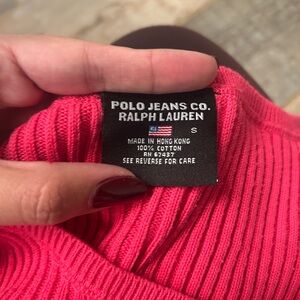 POLO JEANS CO.
RALPH LAUREN
S
MADE IN HONG KONG
100% COTTON
RN 67437
SEE REVERSE FOR CARE